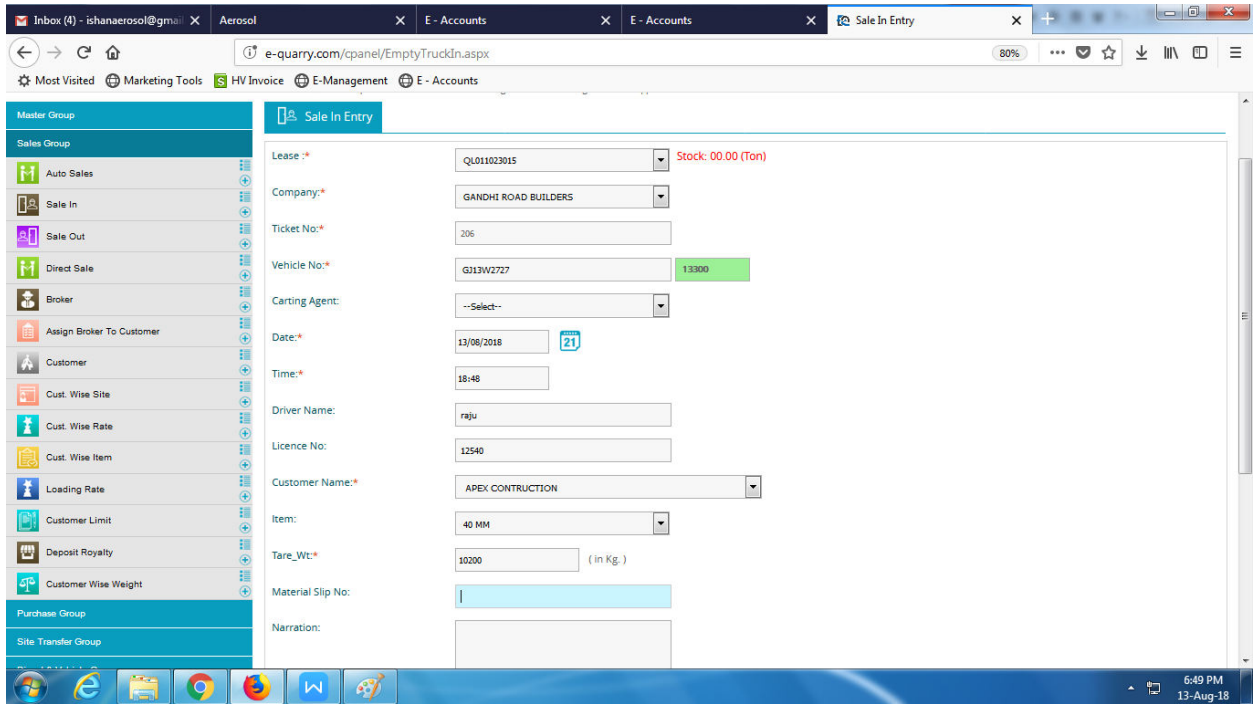 Inbox (4) - ishanaerosol@gmail
Aerosol
E - Accounts
E - Accounts
Sale In Entry
e-quarry.com/cpanel/EmptyTruckIn.aspx
80%
Most Visited
Marketing Tools
HV Invoice
E-Management
E - Accounts
Master Group
Sales Group
Auto Sales
Sale In
Sale Out
Direct Sale
Broker
Assign Broker To Customer
Customer
Cust. Wise Site
Cust. Wise Rate
Cust. Wise Item
Loading Rate
Customer Limit
Deposit Royalty
Customer Wise Weight
Purchase Group
Site Transfer Group
Sale In Entry
Lease :* QL011023015 Stock: 00.00 (Ton)
Company:* GANDHI ROAD BUILDERS
Ticket No:* 206
Vehicle No:* GJ13W2727 13300
Carting Agent: --Select--
Date:* 13/08/2018 21
Time:* 18:48
Driver Name: raju
Licence No: 12540
Customer Name:* APEX CONTRUCTION
Item: 40 MM
Tare_Wt:* 10200 ( in Kg. )
Material Slip No:
Narration:
6:49 PM
13-Aug-18